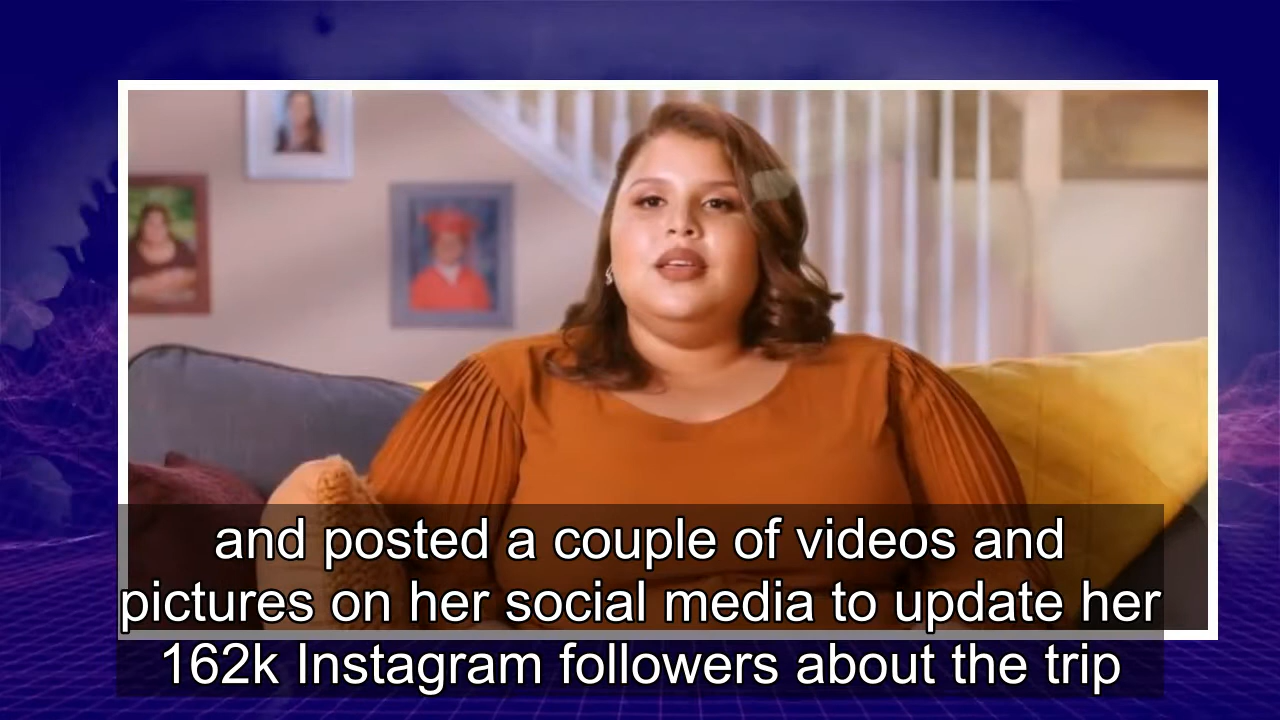 and posted a couple of videos and
pictures on her social media to update her
162k Instagram followers about the trip